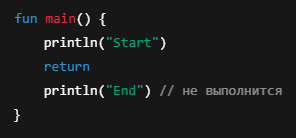 fun main() {
    println("Start")
    return
    println("End") // не выполнится
}